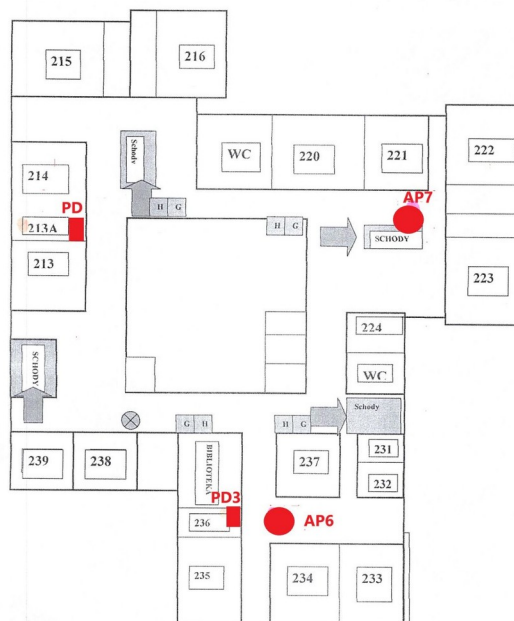 215
216
WC
220
221
222
214
Schody
AP7
PD
H G
213A
H G
SCHODY
213
223
224
SCHODY
WC
Schody
G H
H G
239
238
BIBLIOTEKA
237
231
232
PD3
236
AP6
235
234
233